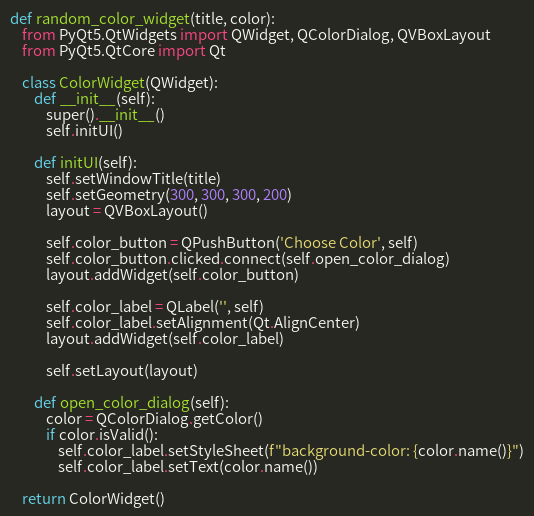 def random_color_widget(title, color):
    from PyQt5.QtWidgets import QWidget, QColorDialog, QVBoxLayout
    from PyQt5.QtCore import Qt

    class ColorWidget(QWidget):
        def __init__(self):
            super().__init__()
            self.initUI()

        def initUI(self):
            self.setWindowTitle(title)
            self.setGeometry(300, 300, 300, 200)
            layout = QVBoxLayout()

            self.color_button = QPushButton('Choose Color', self)
            self.color_button.clicked.connect(self.open_color_dialog)
            layout.addWidget(self.color_button)

            self.color_label = QLabel('', self)
            self.color_label.setAlignment(Qt.AlignCenter)
            layout.addWidget(self.color_label)

            self.setLayout(layout)

        def open_color_dialog(self):
            color = QColorDialog.getColor()
            if color.isValid():
                self.color_label.setStyleSheet(f"background-color: {color.name()}")
                self.color_label.setText(color.name())

    return ColorWidget()